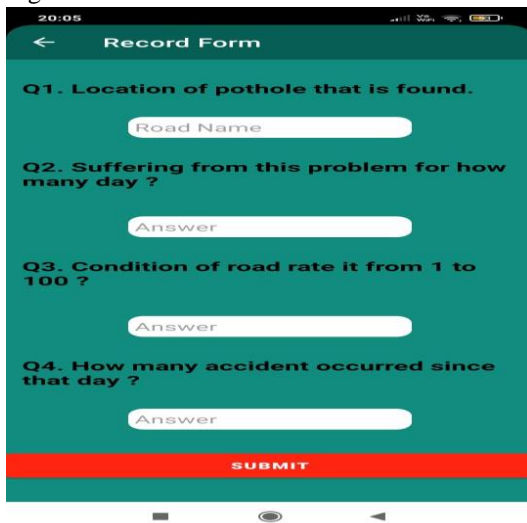 20:05
Record Form
Q1. Location of pothole that is found.
Road Name
Q2. Suffering from this problem for how
many day ?
Answer
Q3. Condition of road rate it from 1 to
100 ?
Answer
Q4. How many accident occurred since
that day ?
Answer
SUBMIT